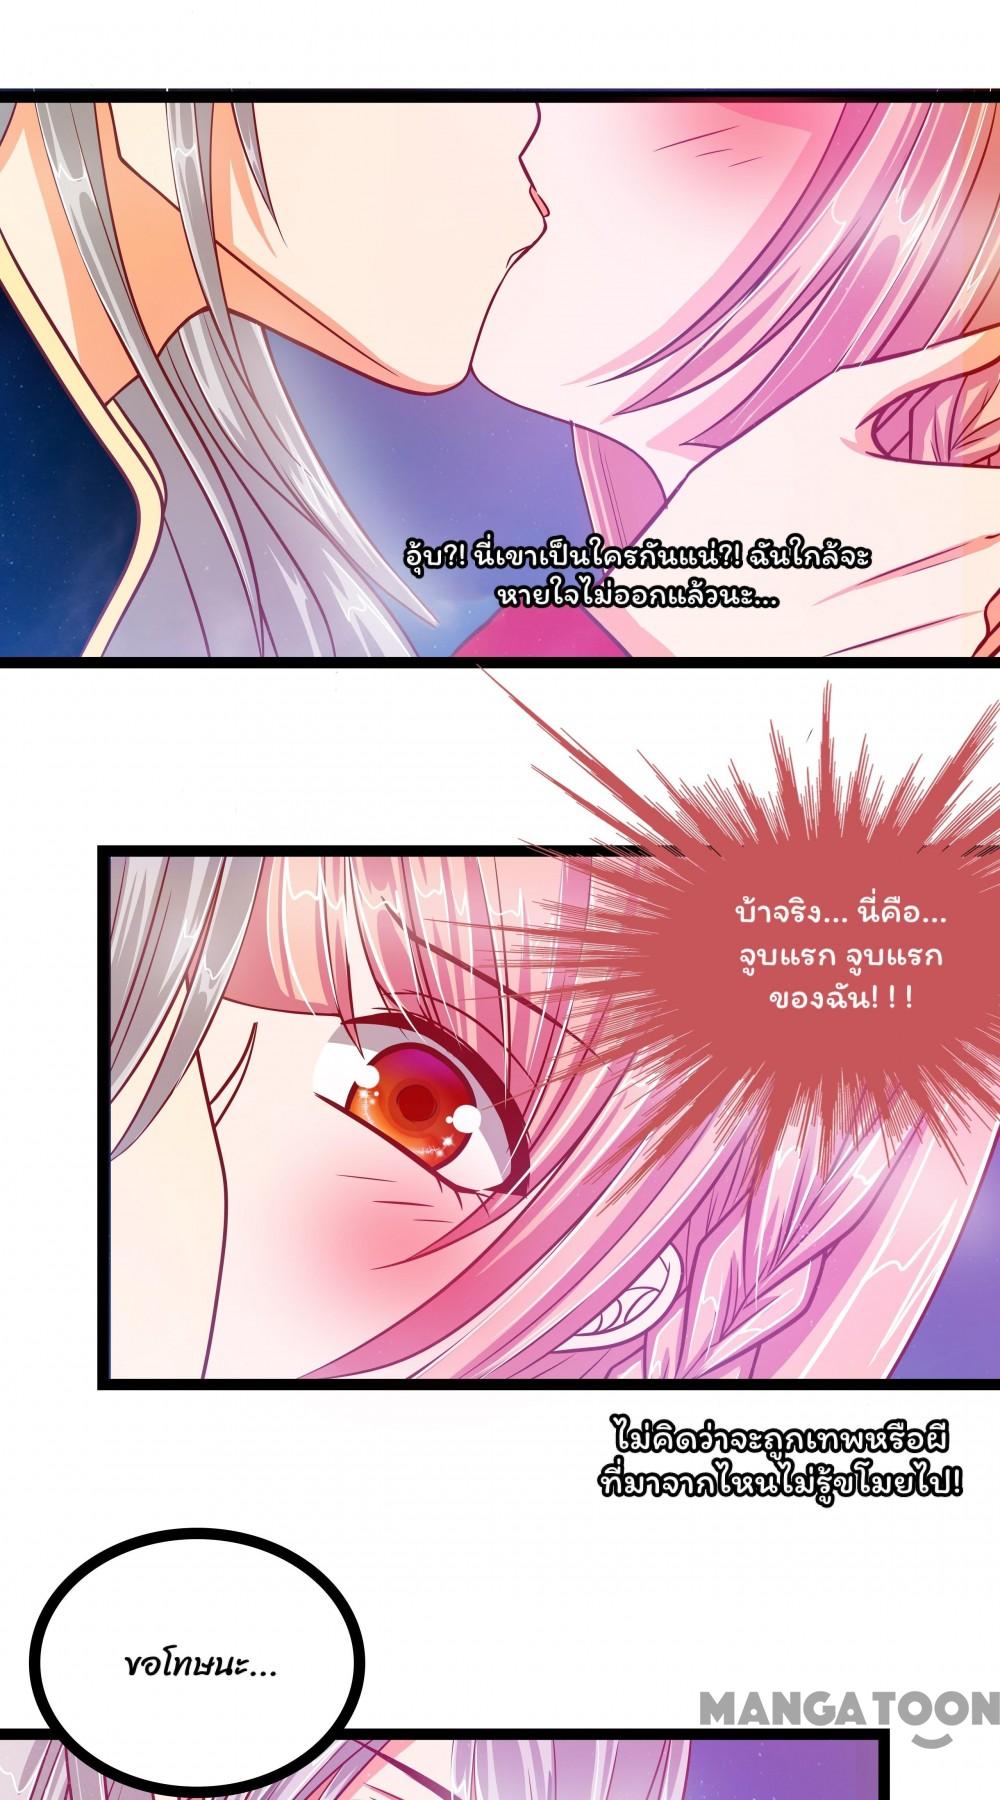 อุ้บ?! นี่เขาเป็นใครกันแน่?! ฉันใกล้จะ
หายใจไม่ออกแล้วนะ...
บ้าจริง... นี่คือ...
จูบแรก จูบแรก
ของฉัน!!!
ไม่คิดว่าจะถูกเทพหรือผี
ที่มาจากไหนไม่รู้ขโมยไป!
ขอโทษนะ...
MANGATOON